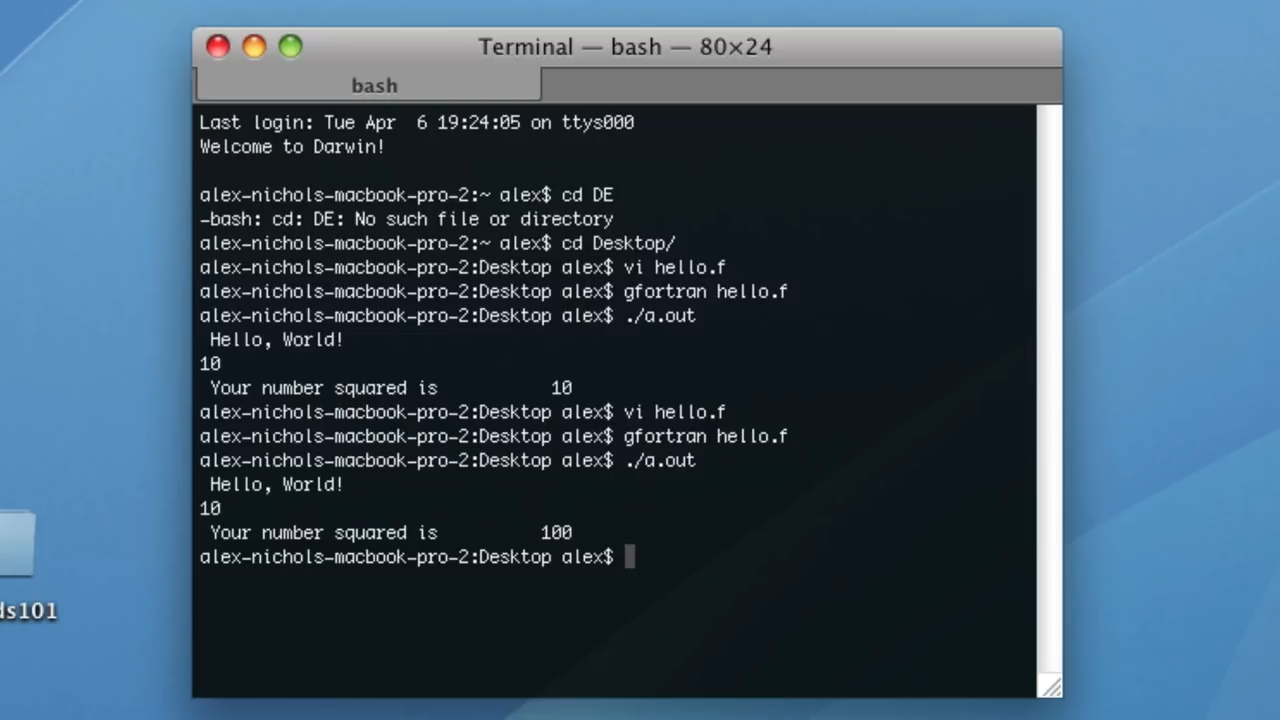 Terminal — bash — 80×24
bash
Last login: Tue Apr  6 19:24:05 on ttys000
Welcome to Darwin!
alex-nichols-macbook-pro-2:~ alex$ cd DE
-bash: cd: DE: No such file or directory
alex-nichols-macbook-pro-2:~ alex$ cd Desktop/
alex-nichols-macbook-pro-2:Desktop alex$ vi hello.f
alex-nichols-macbook-pro-2:Desktop alex$ gfortran hello.f
alex-nichols-macbook-pro-2:Desktop alex$ ./a.out
 Hello, World!
10
 Your number squared is           10
alex-nichols-macbook-pro-2:Desktop alex$ vi hello.f
alex-nichols-macbook-pro-2:Desktop alex$ gfortran hello.f
alex-nichols-macbook-pro-2:Desktop alex$ ./a.out
 Hello, World!
10
 Your number squared is          100
alex-nichols-macbook-pro-2:Desktop alex$